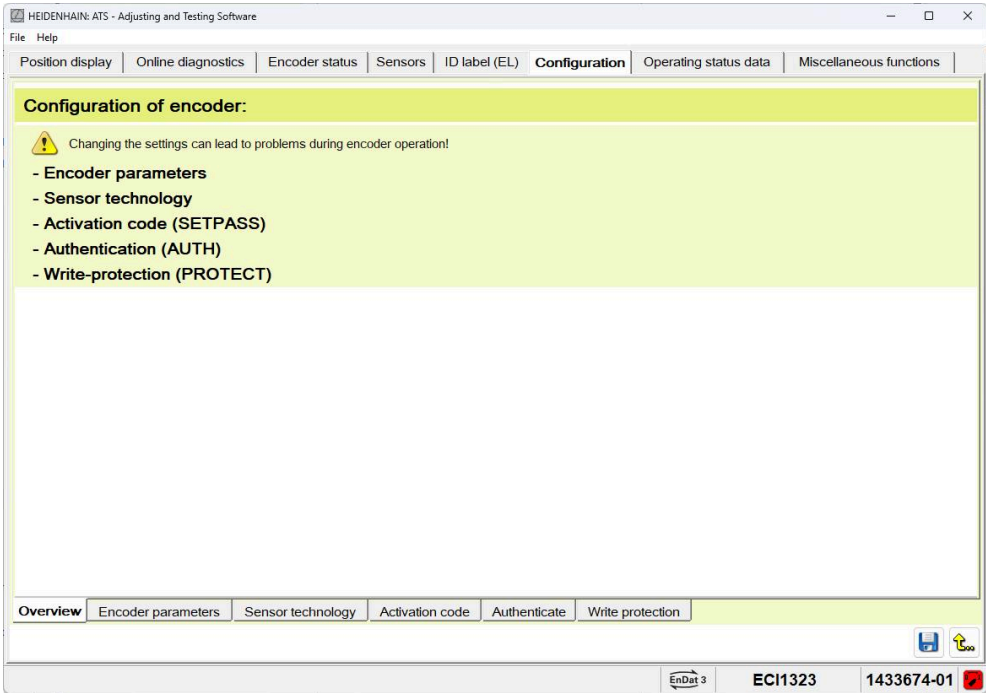 HEIDENHAIN: ATS - Adjusting and Testing Software
File Help
Position display Online diagnostics Encoder status Sensors ID label (EL) Configuration Operating status data Miscellaneous functions
Configuration of encoder:
Changing the settings can lead to problems during encoder operation!
- Encoder parameters
- Sensor technology
- Activation code (SETPASS)
- Authentication (AUTH)
- Write-protection (PROTECT)
Overview Encoder parameters Sensor technology Activation code Authenticate Write protection
EnDat 3 ECI1323 1433674-01